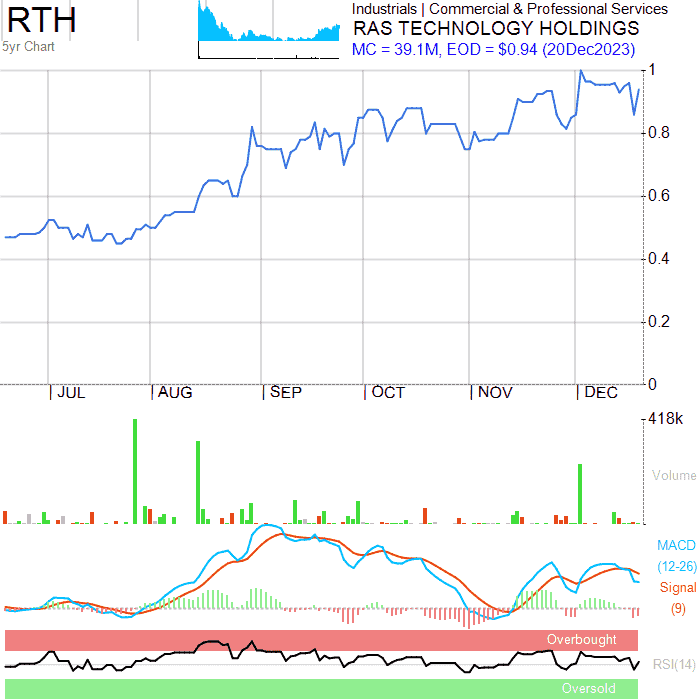 RTH
Industrials | Commercial & Professional Services
RAS TECHNOLOGY HOLDINGS
5yr Chart
MC = 39.1M, EOD = $0.94 (20Dec2023)
1
0.8
0.6
0.4
0.2
0
JUL AUG SEP OCT NOV DEC
418k
Volume
MACD
(12-26)
Signal
(9)
Overbought
RSI(14)
Oversold